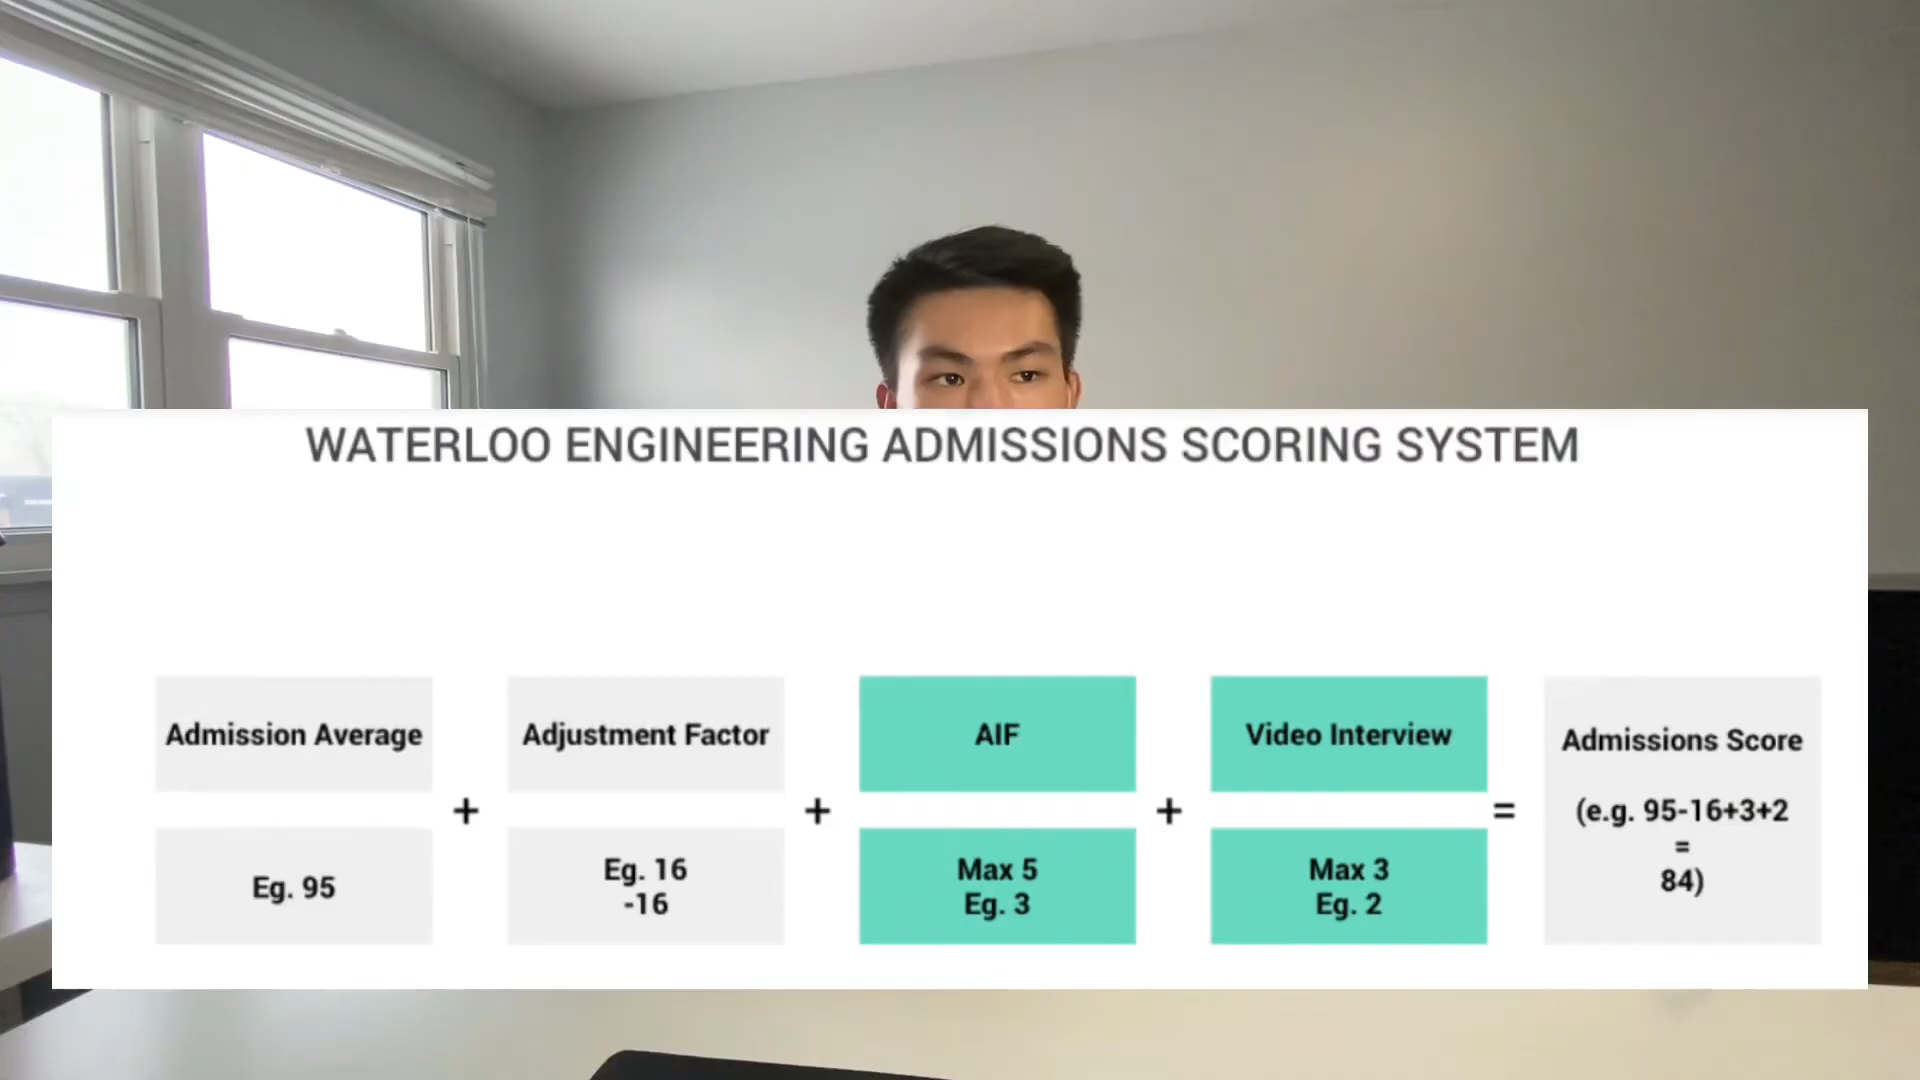 WATERLOO ENGINEERING ADMISSIONS SCORING SYSTEM
Admission Average
Eg. 95
+
Adjustment Factor
Eg. 16
-16
+
AIF
Max 5
Eg. 3
+
Video Interview
Max 3
Eg. 2
=
Admissions Score
(e.g. 95-16+3+2
=
84)